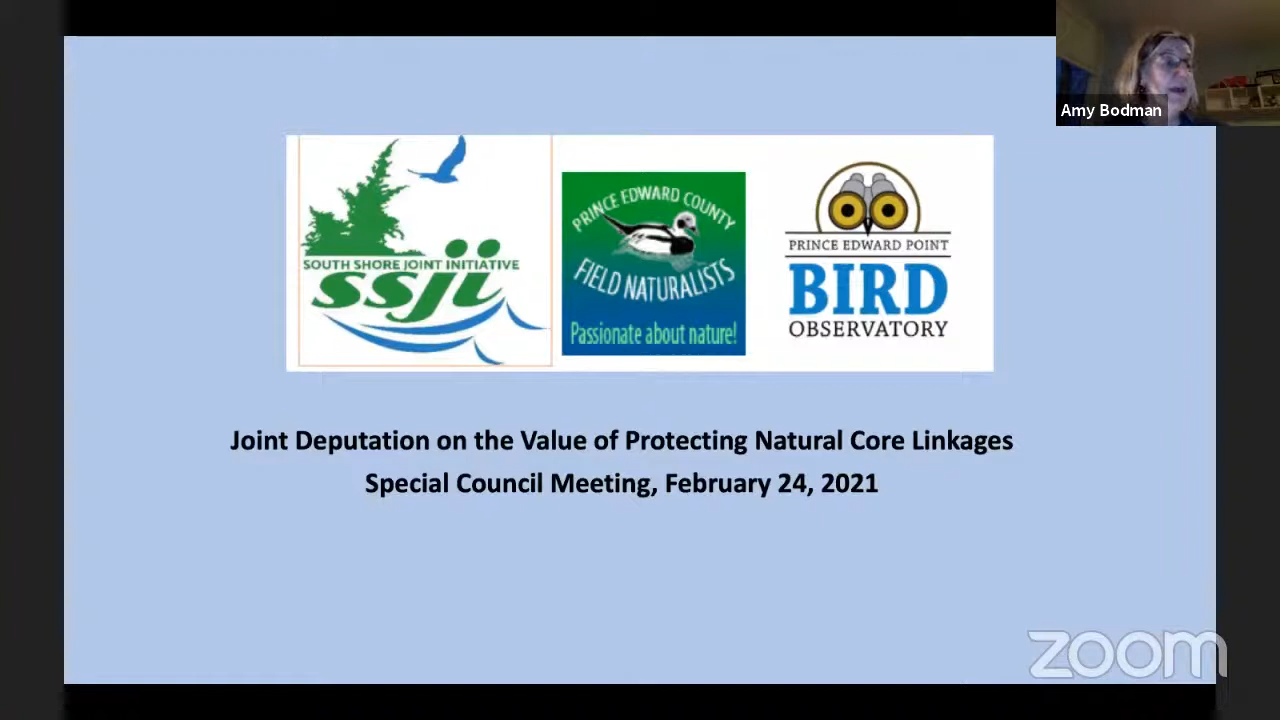 Amy Bodman
SOUTH SHORE JOINT INITIATIVE
ssji
PRINCE EDWARD COUNTY
FIELD NATURALISTS
Passionate about nature!
PRINCE EDWARD POINT
BIRD
OBSERVATORY
Joint Deputation on the Value of Protecting Natural Core Linkages
Special Council Meeting, February 24, 2021
zoom